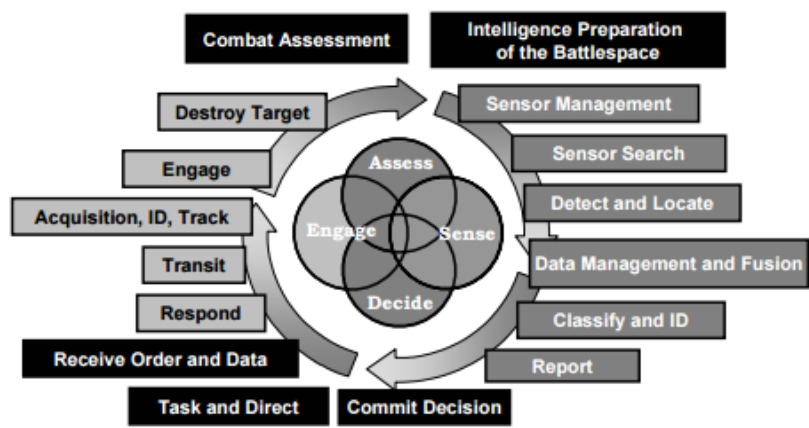 Combat Assessment
Intelligence Preparation
of the Battlespace
Destroy Target
Sensor Management
Engage
Assess
Sensor Search
Acquisition, ID, Track
Engage
Sense
Detect and Locate
Transit
Data Management and Fusion
Respond
Decide
Classify and ID
Receive Order and Data
Report
Task and Direct
Commit Decision